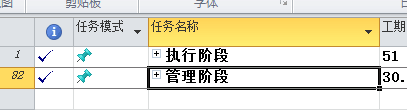 剪贴板 字体
任务模式 任务名称 工期
1 执行阶段 51
92 管理阶段 30.